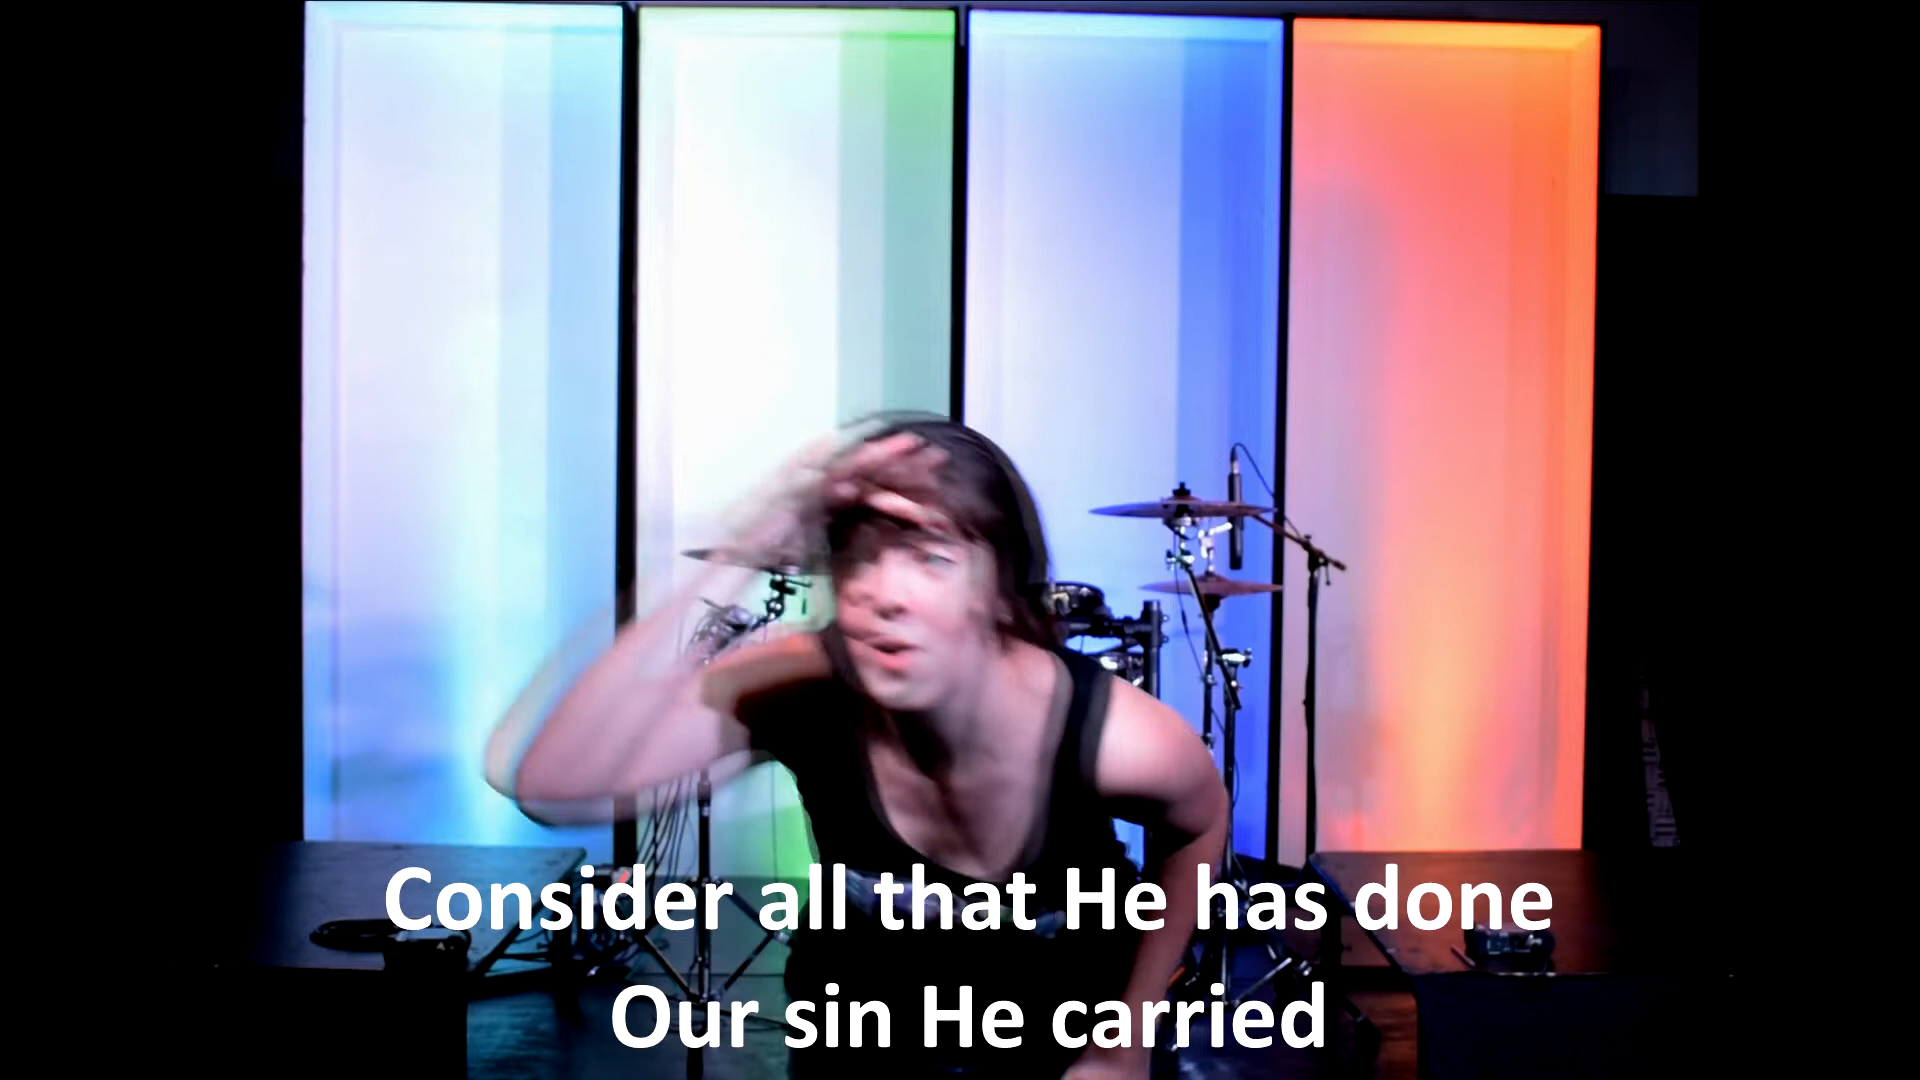 Consider all that He has done
Our sin He carried